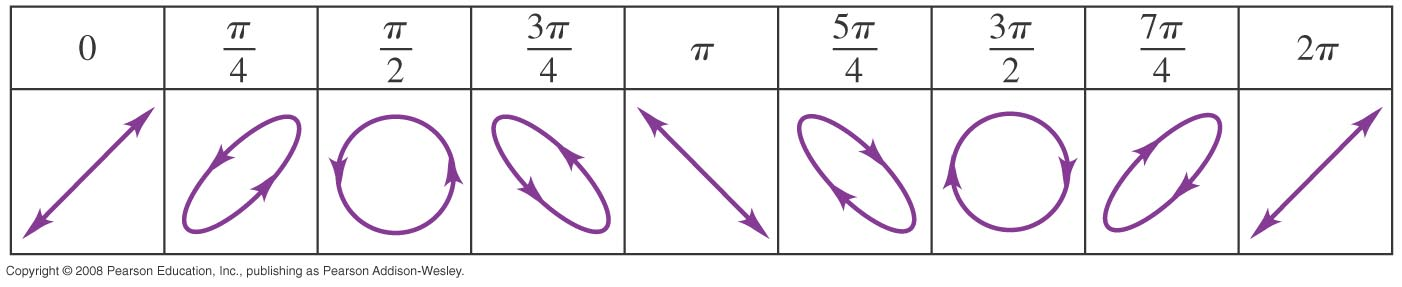 0 π/4 π/2 3π/4 π 5π/4 3π/2 7π/4 2π
Copyright © 2008 Pearson Education, Inc., publishing as Pearson Addison-Wesley.